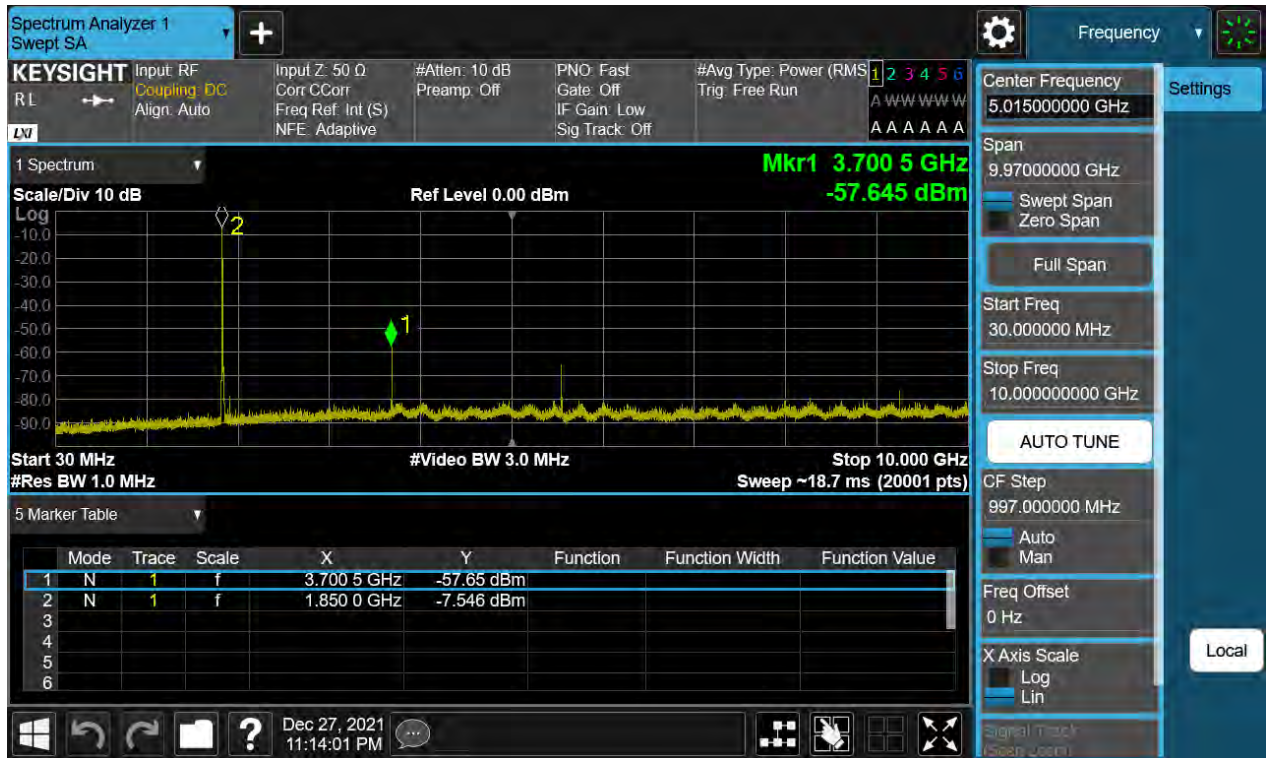 Spectrum Analyzer 1
Swept SA
+
Frequency
KEYSIGHT
RL
LXI
Input: RF
Coupling: DC
Align: Auto
Input Z: 50 Ω
Corr CCorr
Freq Ref: Int (S)
NFE: Adaptive
#Atten: 10 dB
Preamp: Off
PNO: Fast
Gate: Off
IF Gain: Low
Sig Track: Off
#Avg Type: Power (RMS
Trig: Free Run
1 2 3 4 5 6
A W W W W W
A A A A A A
1 Spectrum
Scale/Div 10 dB
Ref Level 0.00 dBm
Mkr1 3.700 5 GHz
-57.645 dBm
Log
-10.0
-20.0
-30.0
-40.0
-50.0
-60.0
-70.0
-80.0
-90.0
2
1
Start 30 MHz
#Video BW 3.0 MHz
Stop 10.000 GHz
#Res BW 1.0 MHz
Sweep ~18.7 ms (20001 pts)
5 Marker Table
Mode Trace Scale X Y Function Function Width Function Value
1 N 1 f 3.700 5 GHz -57.65 dBm
2 N 1 f 1.850 0 GHz -7.546 dBm
3
4
5
6
?
Dec 27, 2021
11:14:01 PM
Center Frequency
5.015000000 GHz
Span
9.97000000 GHz
Swept Span
Zero Span
Full Span
Start Freq
30.000000 MHz
Stop Freq
10.000000000 GHz
AUTO TUNE
CF Step
997.000000 MHz
Auto
Man
Freq Offset
0 Hz
X Axis Scale
Log
Lin
Signal Track
(Span Zoom)
Settings
Local